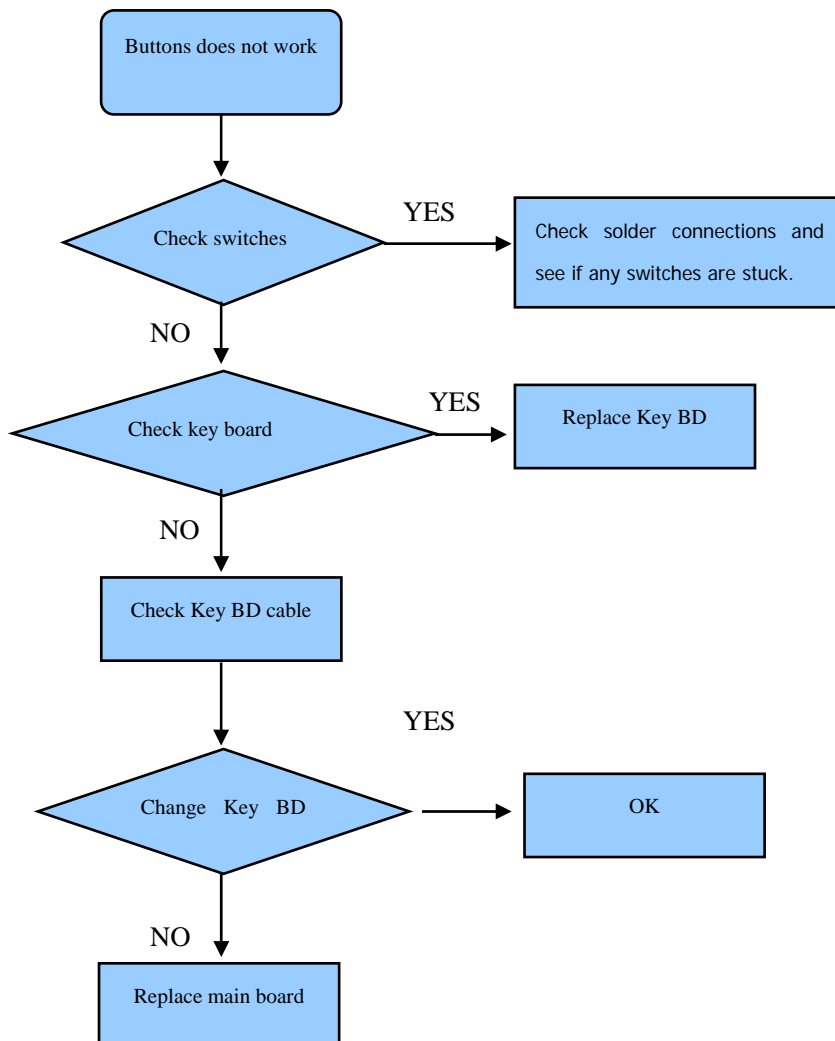 Buttons does not work
YES
Check switches
Check solder connections and
see if any switches are stuck.
NO
YES
Check key board
Replace Key BD
NO
Check Key BD cable
YES
Change Key BD
OK
NO
Replace main board